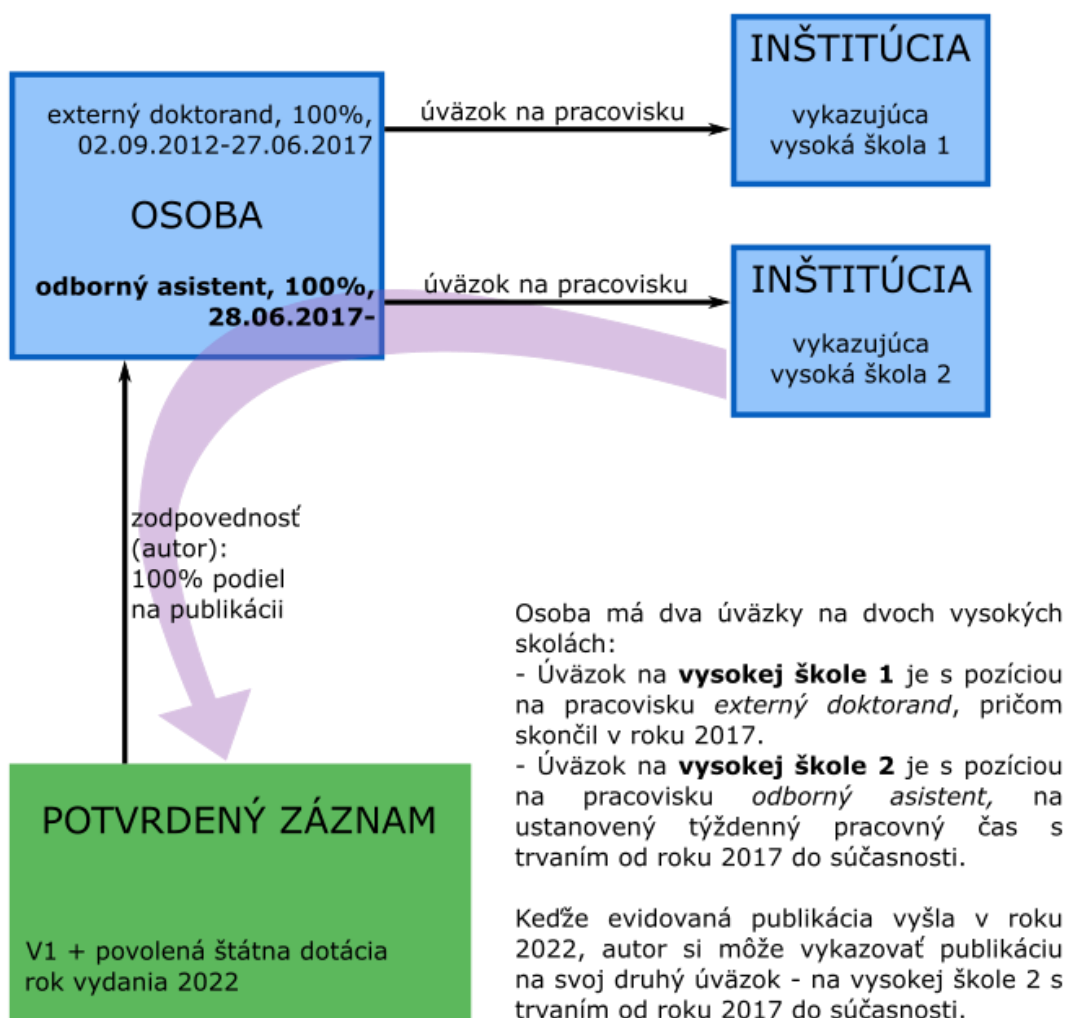 externý doktorand, 100%,
02.09.2012-27.06.2017
OSOBA
odborný asistent, 100%,
28.06.2017-
úväzok na pracovisku
INŠTITÚCIA
vykazujúca
vysoká škola 1
úväzok na pracovisku
INŠTITÚCIA
vykazujúca
vysoká škola 2
zodpovednosť
(autor):
100% podiel
na publikácii
POTVRDENÝ ZÁZNAM
V1 + povolená štátna dotácia
rok vydania 2022
Osoba má dva úväzky na dvoch vysokých
skolách:
- Úväzok na vysokej škole 1 je s pozíciou
na pracovisku externý doktorand, pričom
skončil v roku 2017.
- Úväzok na vysokej škole 2 je s pozíciou
na pracovisku odborný asistent, na
ustanovený týždenný pracovný čas s
trvaním od roku 2017 do súčasnosti.
Keďže evidovaná publikácia vyšla v roku
2022, autor si môže vykazovať publikáciu
na svoj druhý úväzok - na vysokej škole 2 s
trvaním od roku 2017 do súčasnosti.